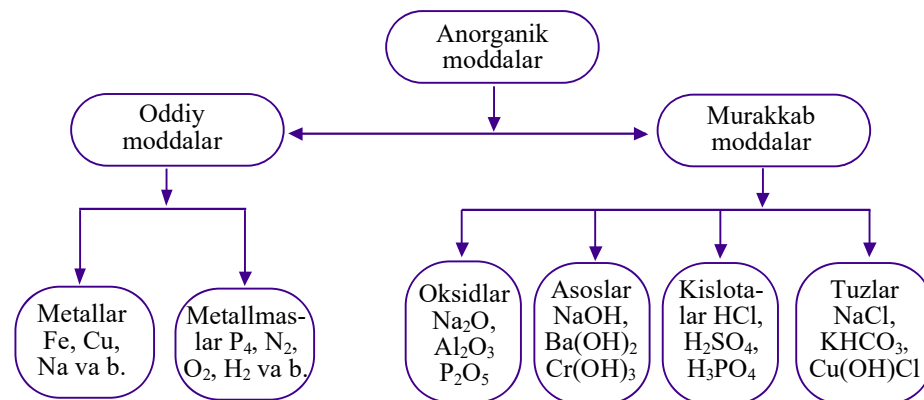 Anorganik
moddalar
Oddiy
moddalar
Murakkab
moddalar
Metallar
Fe, Cu,
Na va b.
Metallmas-
lar P₄, N₂,
O₂, H₂ va b.
Oksidlar
Na₂O,
Al₂O₃
P₂O₅
Asoslar
NaOH,
Ba(OH)₂
Cr(OH)₃
Kislota-
lar HCl,
H₂SO₄,
H₃PO₄
Tuzlar
NaCl,
KHCO₃,
Cu(OH)Cl